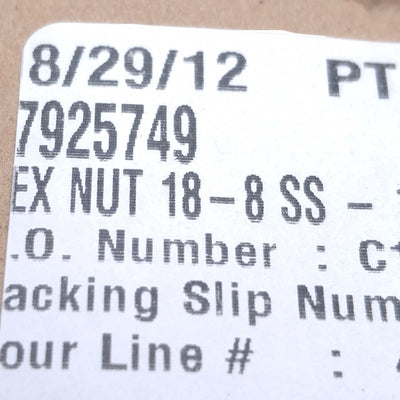 8/29/12 PT
7925749
EX NUT 18-8 SS -
.O. Number : C
acking Slip Num
our Line # :